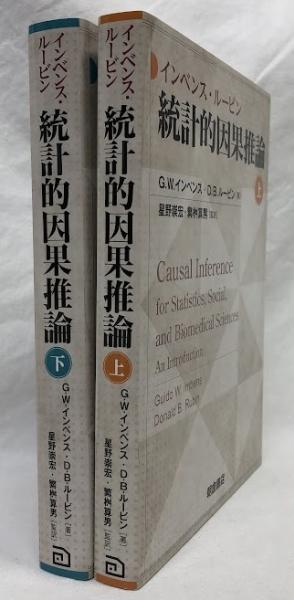 インベンス・ルービン
統計的因果推論
下
G.W.インベンス・D.B.ルービン[著]
星野崇宏・繁桝算男[監訳]
インベンス・ルービン
統計的因果推論
上
G.W.インベンス・D.B.ルービン[著]
星野崇宏・繁桝算男[監訳]
インベンス・ルービン
統計的因果推論
上
G.W.インベンス・D.B.ルービン[著]
星野崇宏・繁桝算男[監訳]
Causal Inference
for Statistics, Social,
and Biomedical Sciences
An Introduction
Guido W. Imbens
Donald B. Rubin
朝倉書店